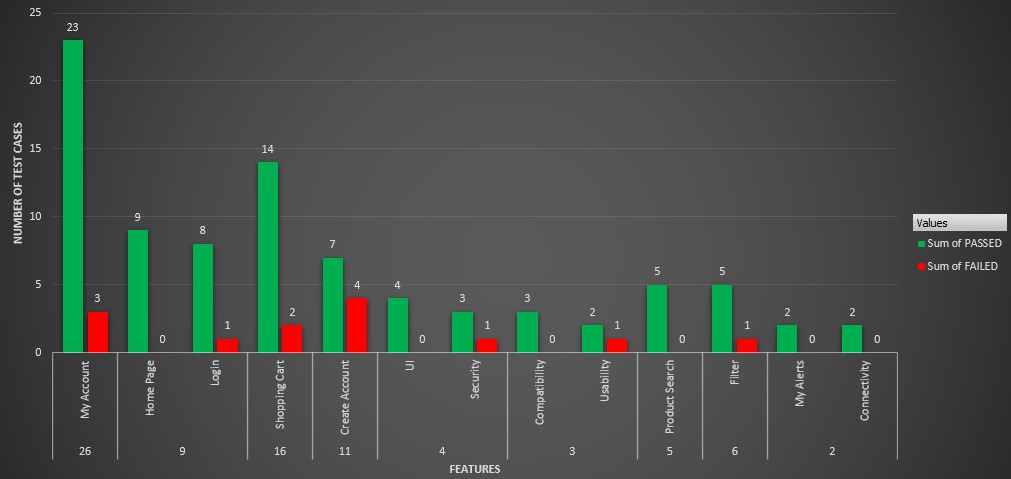 25
20
15
10
5
0
NUMBER OF TEST CASES
23 3
9 0
8 1
14 2
7 4
4 0
3 1
3 0
2 1
5 0
5 1
2 0
2 0
My Account
Home Page
Login
Shopping Cart
Create Account
UI
Security
Compatibility
Usability
Product Search
Filter
My Alerts
Connectivity
26 9 16 11 4 3 5 6 2
FEATURES
Values
Sum of PASSED
Sum of FAILED